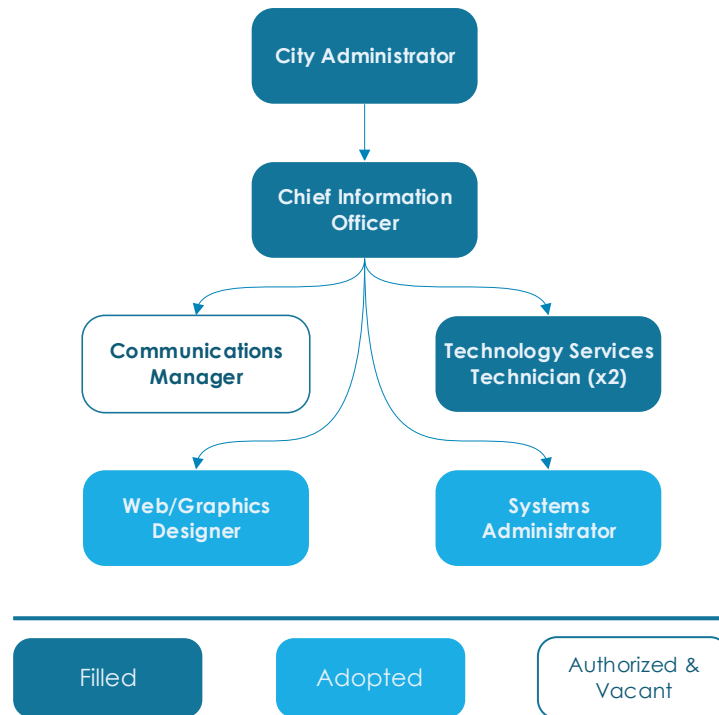 City Administrator
Chief Information
Officer
Communications
Manager
Technology Services
Technician (x2)
Web/Graphics
Designer
Systems
Administrator
Filled
Adopted
Authorized &
Vacant